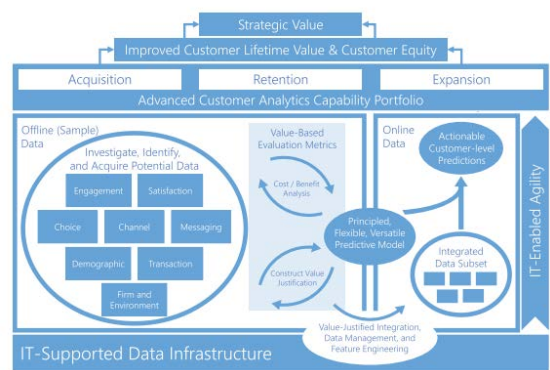 Strategic Value
Improved Customer Lifetime Value & Customer Equity
Acquisition
Retention
Expansion
Advanced Customer Analytics Capability Portfolio
Offline (Sample)
Data
Investigate, Identify,
and Acquire Potential Data
Engagement
Satisfaction
Choice
Channel
Messaging
Demographic
Transaction
Firm and
Environment
Value-Based
Evaluation Metrics
Cost / Benefit
Analysis
Construct Value
Justification
Principled,
Flexible, Versatile
Predictive Model
Online
Data
Actionable
Customer-level
Predictions
Integrated
Data Subset
Value-Justified Integration,
Data Management, and
Feature Engineering
IT-Enabled Agility
IT-Supported Data Infrastructure